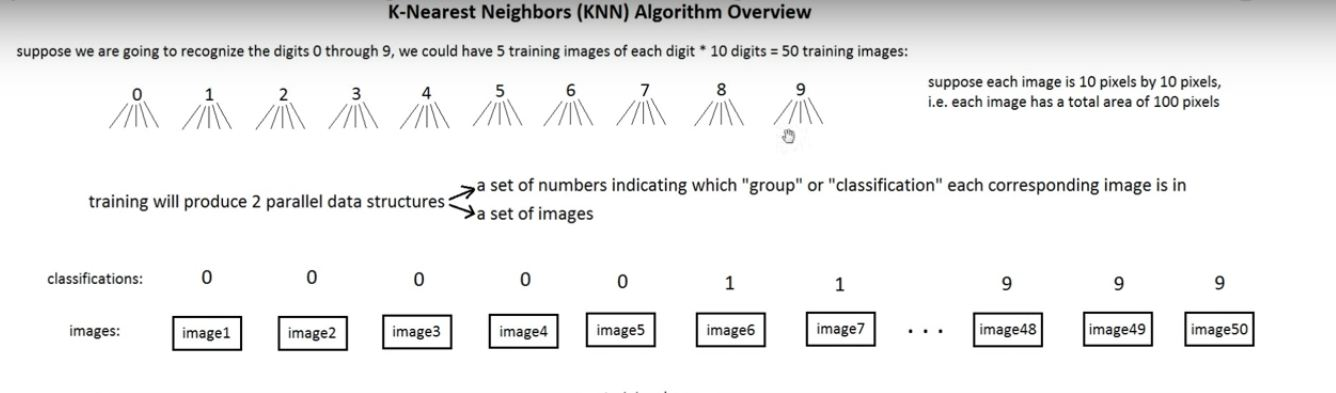 K-Nearest Neighbors (KNN) Algorithm Overview
suppose we are going to recognize the digits 0 through 9, we could have 5 training images of each digit * 10 digits = 50 training images:
suppose each image is 10 pixels by 10 pixels,
i.e. each image has a total area of 100 pixels
0 1 2 3 4 5 6 7 8 9
training will produce 2 parallel data structures
a set of numbers indicating which "group" or "classification" each corresponding image is in
a set of images
classifications: 0 0 0 0 0 1 1 9 9 9
images: image1 image2 image3 image4 image5 image6 image7 . . . image48 image49 image50